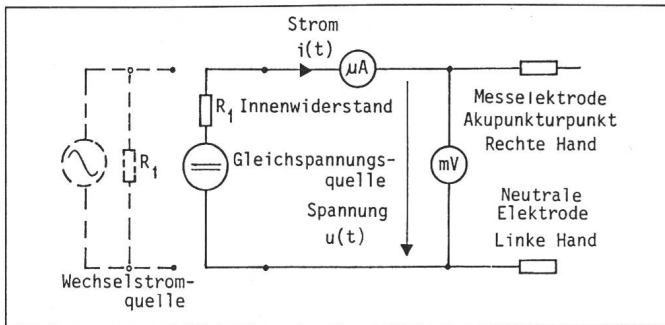 Strom
i(t)
µA
R1 Innenwiderstand
Messelektrode
Akupunkturpunkt
Rechte Hand
R1
Gleichspannungs-
quelle
mV
Spannung
u(t)
Neutrale
Elektrode
Linke Hand
Wechselstrom-
quelle